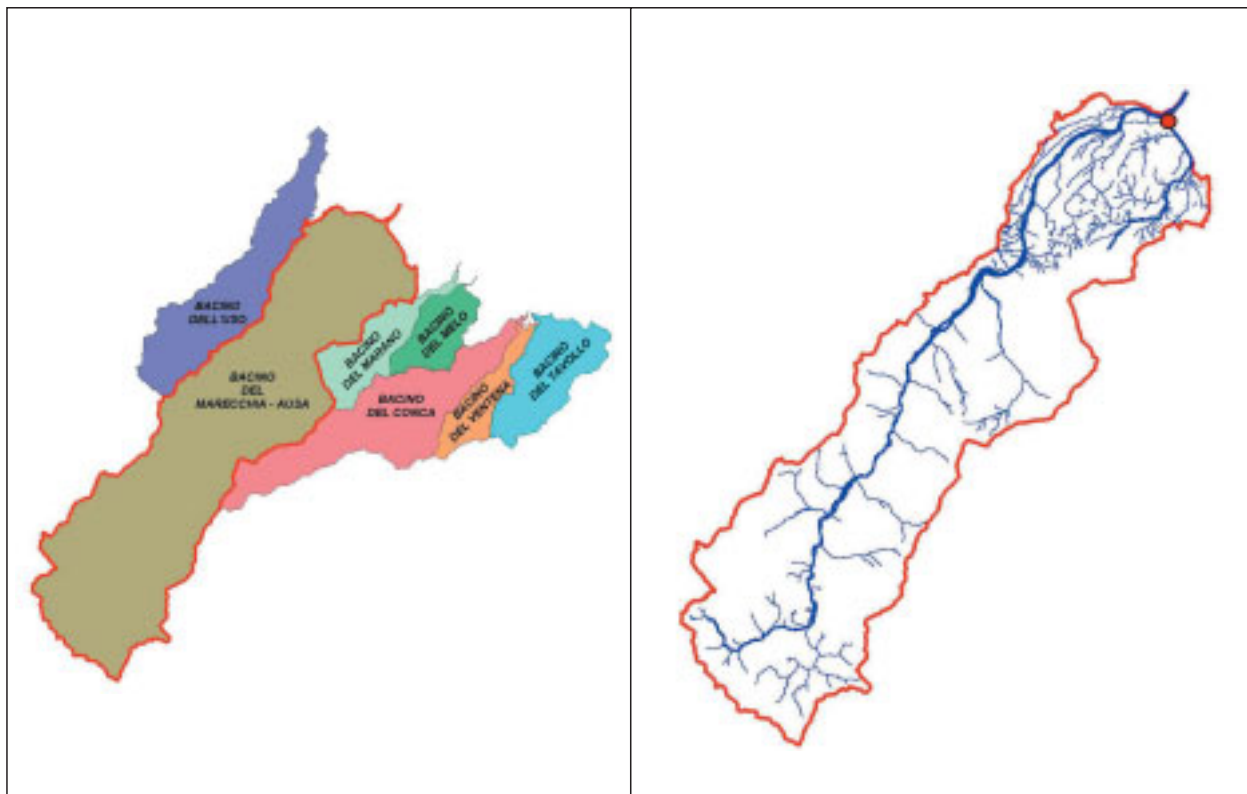 BACINO
DELL'USO
BACINO
DEL
MARECCHIA - AUSA
BACINO
DEL MARANO
BACINO
DEL MELO
BACINO
DEL CONCA
BACINO
DEL VENTENA
BACINO
DEL TAVOLLO